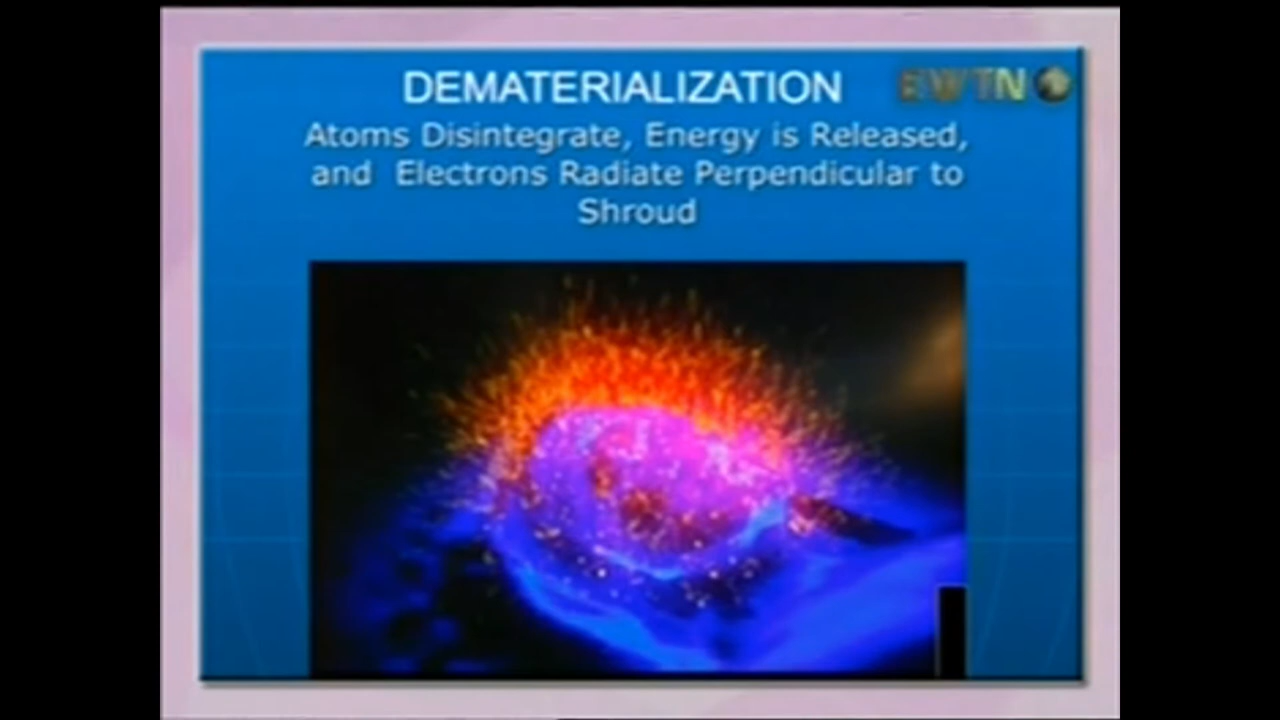 DEMATERIALIZATION
EWTN
Atoms Disintegrate, Energy is Released,
and Electrons Radiate Perpendicular to
Shroud